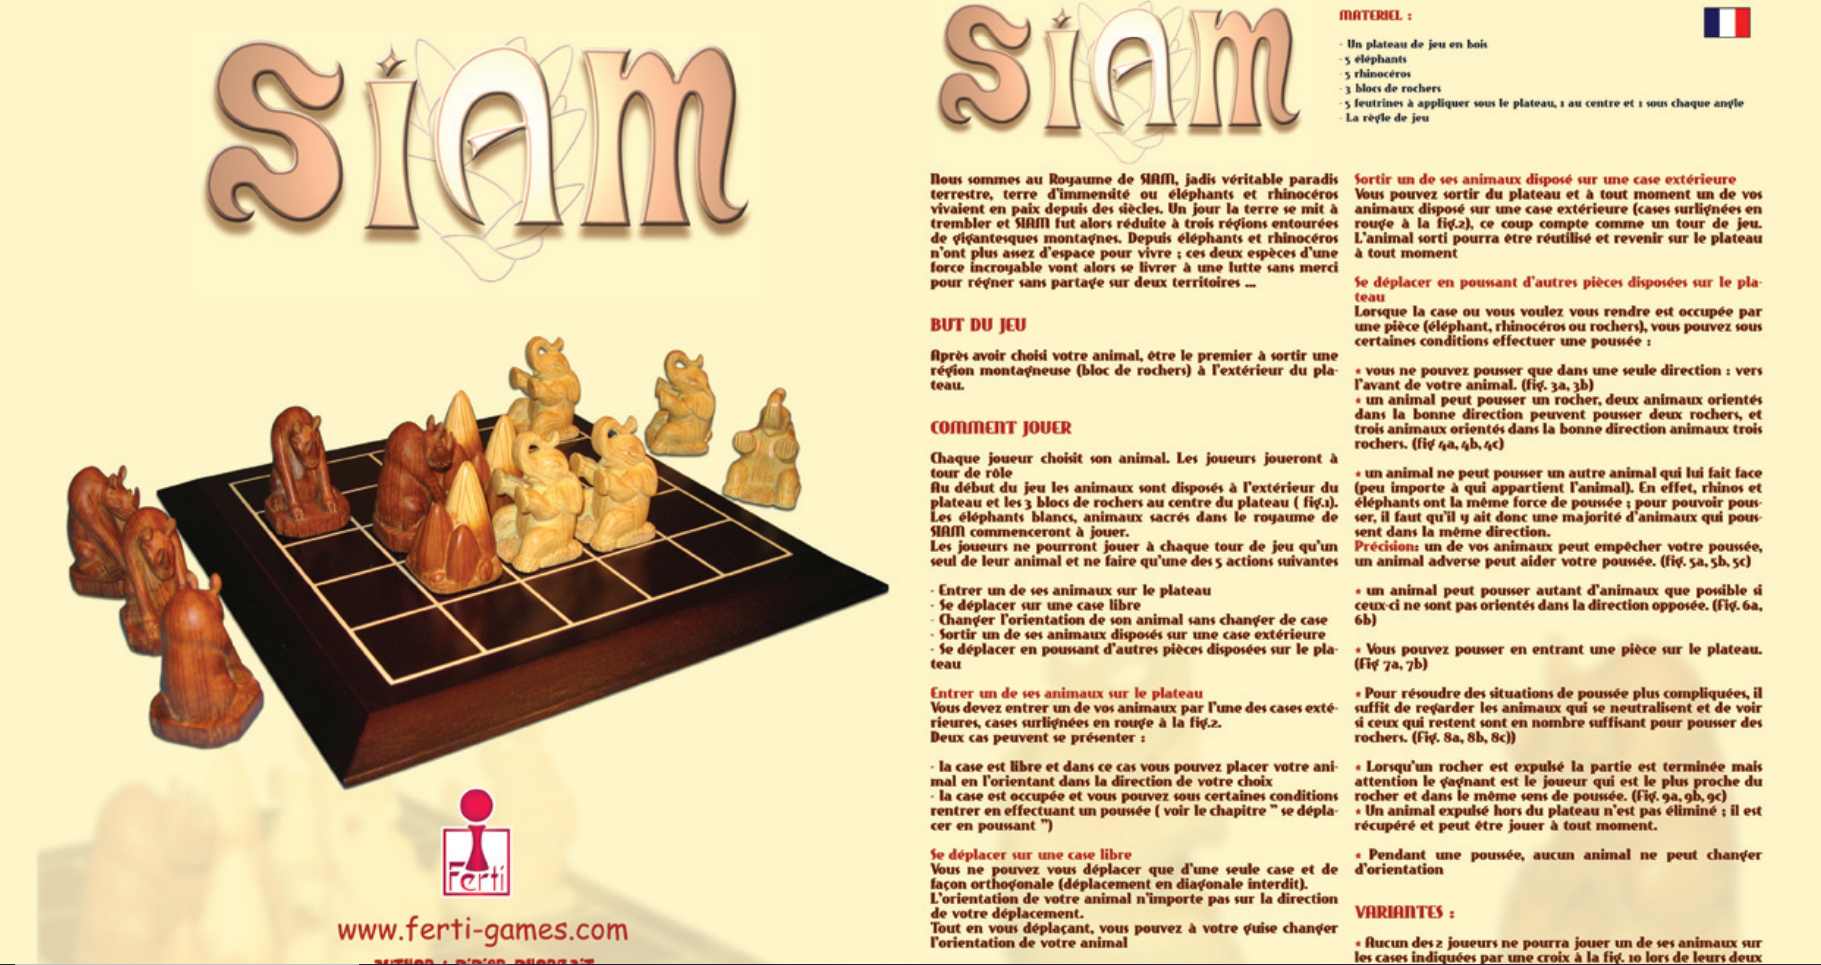 SiAM
Ferti
www.ferti-games.com
SiAM
MATERIEL :
- Un plateau de jeu en bois
- 5 éléphants
- 5 rhinocéros
- 3 blocs de rochers
- 5 feutrines à appliquer sous le plateau, 1 au centre et 1 sous chaque angle
- La règle de jeu
Nous sommes au Royaume de SIAM, jadis véritable paradis
terrestre, terre d'immensité ou éléphants et rhinocéros
vivaient en paix depuis des siècles. Un jour la terre se mit à
trembler et SIAM fut alors réduite à trois régions entourées
de gigantesques montagnes. Depuis éléphants et rhinocéros
n'ont plus assez d'espace pour vivre ; ces deux espèces d'une
force incroyable vont alors se livrer à une lutte sans merci
pour régner sans partage sur deux territoires ...
BUT DU JEU
Après avoir choisi votre animal, être le premier à sortir une
région montagneuse (bloc de rochers) à l'extérieur du pla-
teau.
COMMENT JOUER
Chaque joueur choisit son animal. Les joueurs joueront à
tour de rôle
Au début du jeu les animaux sont disposés à l'extérieur du
plateau et les 3 blocs de rochers au centre du plateau ( fig.1).
Les éléphants blancs, animaux sacrés dans le royaume de
SIAM commenceront à jouer.
Les joueurs ne pourront jouer à chaque tour de jeu qu'un
seul de leur animal et ne faire qu'une des 5 actions suivantes
- Entrer un de ses animaux sur le plateau
- Se déplacer sur une case libre
- Changer l'orientation de son animal sans changer de case
- Sortir un de ses animaux disposés sur une case extérieure
- Se déplacer en poussant d'autres pièces disposées sur le pla-
teau
Entrer un de ses animaux sur le plateau
Vous devez entrer un de vos animaux par l'une des cases exté-
rieures, cases surlignées en rouge à la fig.2.
Deux cas peuvent se présenter :
- la case est libre et dans ce cas vous pouvez placer votre ani-
mal en l'orientant dans la direction de votre choix
- la case est occupée et vous pouvez sous certaines conditions
rentrer en effectuant un poussée ( voir le chapitre " se dépla-
cer en poussant ")
Se déplacer sur une case libre
Vous ne pouvez vous déplacer que d'une seule case et de
façon orthogonale (déplacement en diagonale interdit).
L'orientation de votre animal n'importe pas sur la direction
de votre déplacement.
Tout en vous déplaçant, vous pouvez à votre guise changer
l'orientation de votre animal
Sortir un de ses animaux disposé sur une case extérieure
Vous pouvez sortir du plateau et à tout moment un de vos
animaux disposé sur une case extérieure (cases surlignées en
rouge à la fig.2), ce coup compte comme un tour de jeu.
L'animal sorti pourra être réutilisé et revenir sur le plateau
à tout moment
Se déplacer en poussant d'autres pièces disposées sur le pla-
teau
Lorsque la case ou vous voulez vous rendre est occupée par
une pièce (éléphant, rhinocéros ou rochers), vous pouvez sous
certaines conditions effectuer une poussée :
* vous ne pouvez pousser que dans une seule direction : vers
l'avant de votre animal. (fig. 3a, 3b)
* un animal peut pousser un rocher, deux animaux orientés
dans la bonne direction peuvent pousser deux rochers, et
trois animaux orientés dans la bonne direction animaux trois
rochers. (fig 4a, 4b, 4c)
* un animal ne peut pousser un autre animal qui lui fait face
(peu importe à qui appartient l'animal). En effet, rhinos et
éléphants ont la même force de poussée ; pour pouvoir pous-
ser, il faut qu'il y ait donc une majorité d'animaux qui pous-
sent dans la même direction.
Précision: un de vos animaux peut empêcher votre poussée,
un animal adverse peut aider votre poussée. (fig. 5a, 5b, 5c)
* un animal peut pousser autant d'animaux que possible si
ceux-ci ne sont pas orientés dans la direction opposée. (Fig. 6a,
6b)
* Vous pouvez pousser en entrant une pièce sur le plateau.
(Fig 7a, 7b)
* Pour résoudre des situations de poussée plus compliquées, il
suffit de regarder les animaux qui se neutralisent et de voir
si ceux qui restent sont en nombre suffisant pour pousser des
rochers. (Fig. 8a, 8b, 8c))
* Lorsqu'un rocher est expulsé la partie est terminée mais
attention le gagnant est le joueur qui est le plus proche du
rocher et dans le même sens de poussée. (Fig. 9a, 9b, 9c)
* Un animal expulsé hors du plateau n'est pas éliminé ; il est
récupéré et peut être jouer à tout moment.
* Pendant une poussée, aucun animal ne peut changer
d'orientation
VARIANTES :
* Aucun des 2 joueurs ne pourra jouer un de ses animaux sur
les cases indiquées par une croix à la fig. 10 lors de leurs deux